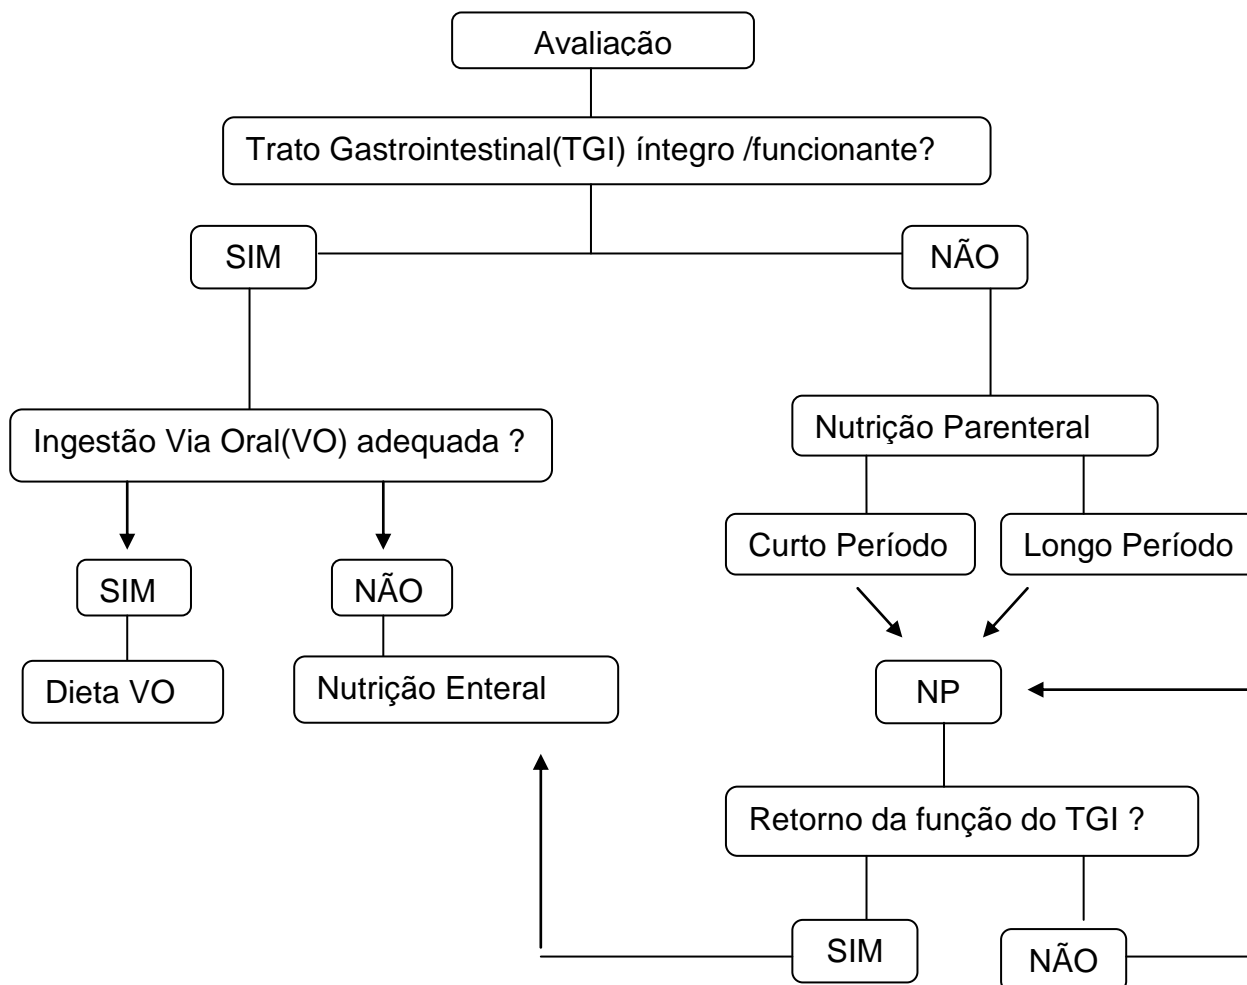 Avaliação
Trato Gastrointestinal(TGI) íntegro /funcionante?
SIM
NÃO
Ingestão Via Oral(VO) adequada ?
Nutrição Parenteral
Curto Período
Longo Período
SIM
NÃO
Dieta VO
Nutrição Enteral
NP
Retorno da função do TGI ?
SIM
NÃO